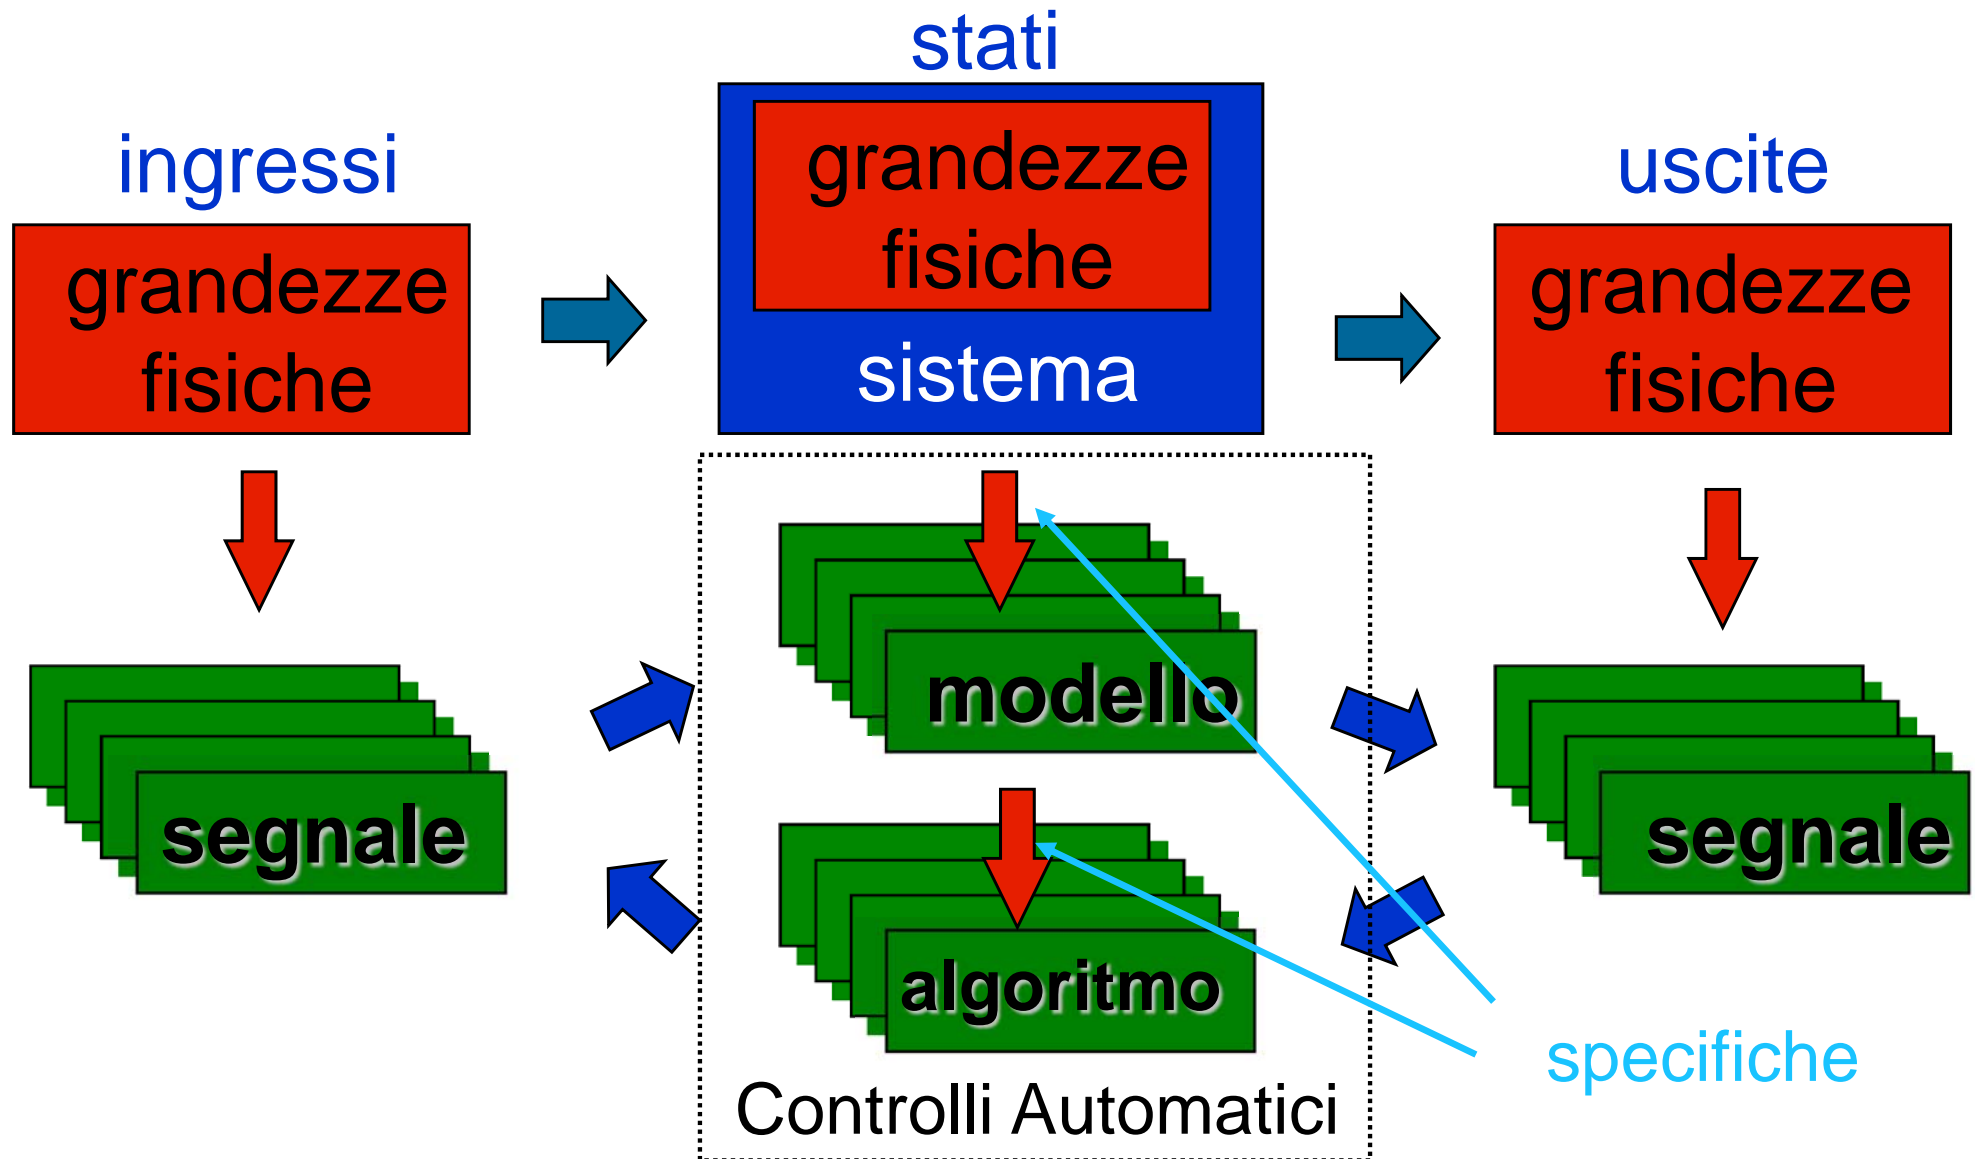 stati
ingressi
grandezze
fisiche
sistema
uscite
grandezze
fisiche
grandezze
fisiche
modello
segnale
segnale
algoritmo
specifiche
Controlli Automatici